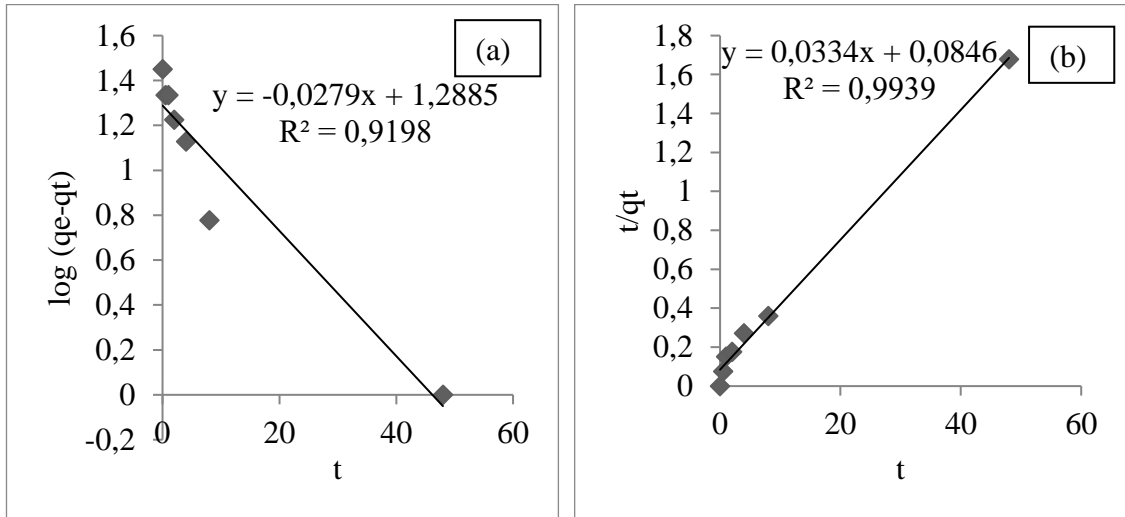 (a)
y = -0,0279x + 1,2885
R² = 0,9198
1,6
1,4
1,2
1
0,8
0,6
0,4
0,2
0
-0,2
0
20
40
60
log (qe-qt)
t
(b)
y = 0,0334x + 0,0846
R² = 0,9939
1,8
1,6
1,4
1,2
1
0,8
0,6
0,4
0,2
0
0
20
40
60
t/qt
t